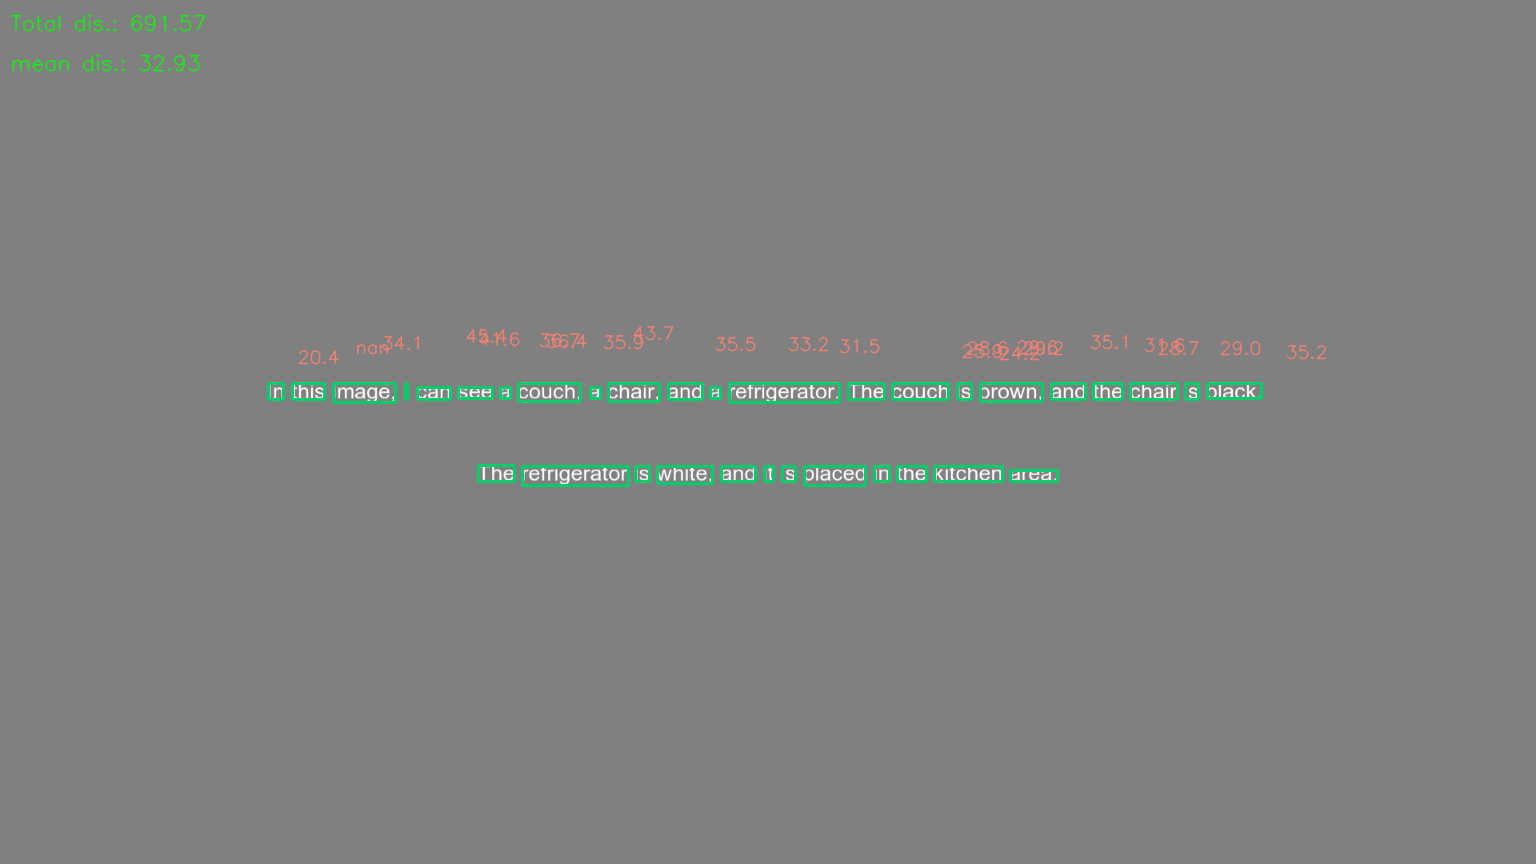 Total dis.: 691.57
mean dis.: 32.93
20.4 nan 34.1 45.4 41.6 36.7 36.4 35.9 43.7 35.5 33.2 31.5 28.6 24.2 29.2 35.1 31.6 28.7 29.0 35.2
In this image, I can see a couch, a chair, and a refrigerator. The couch is brown, and the chair is black.
The refrigerator is white, and it is placed in the kitchen area.